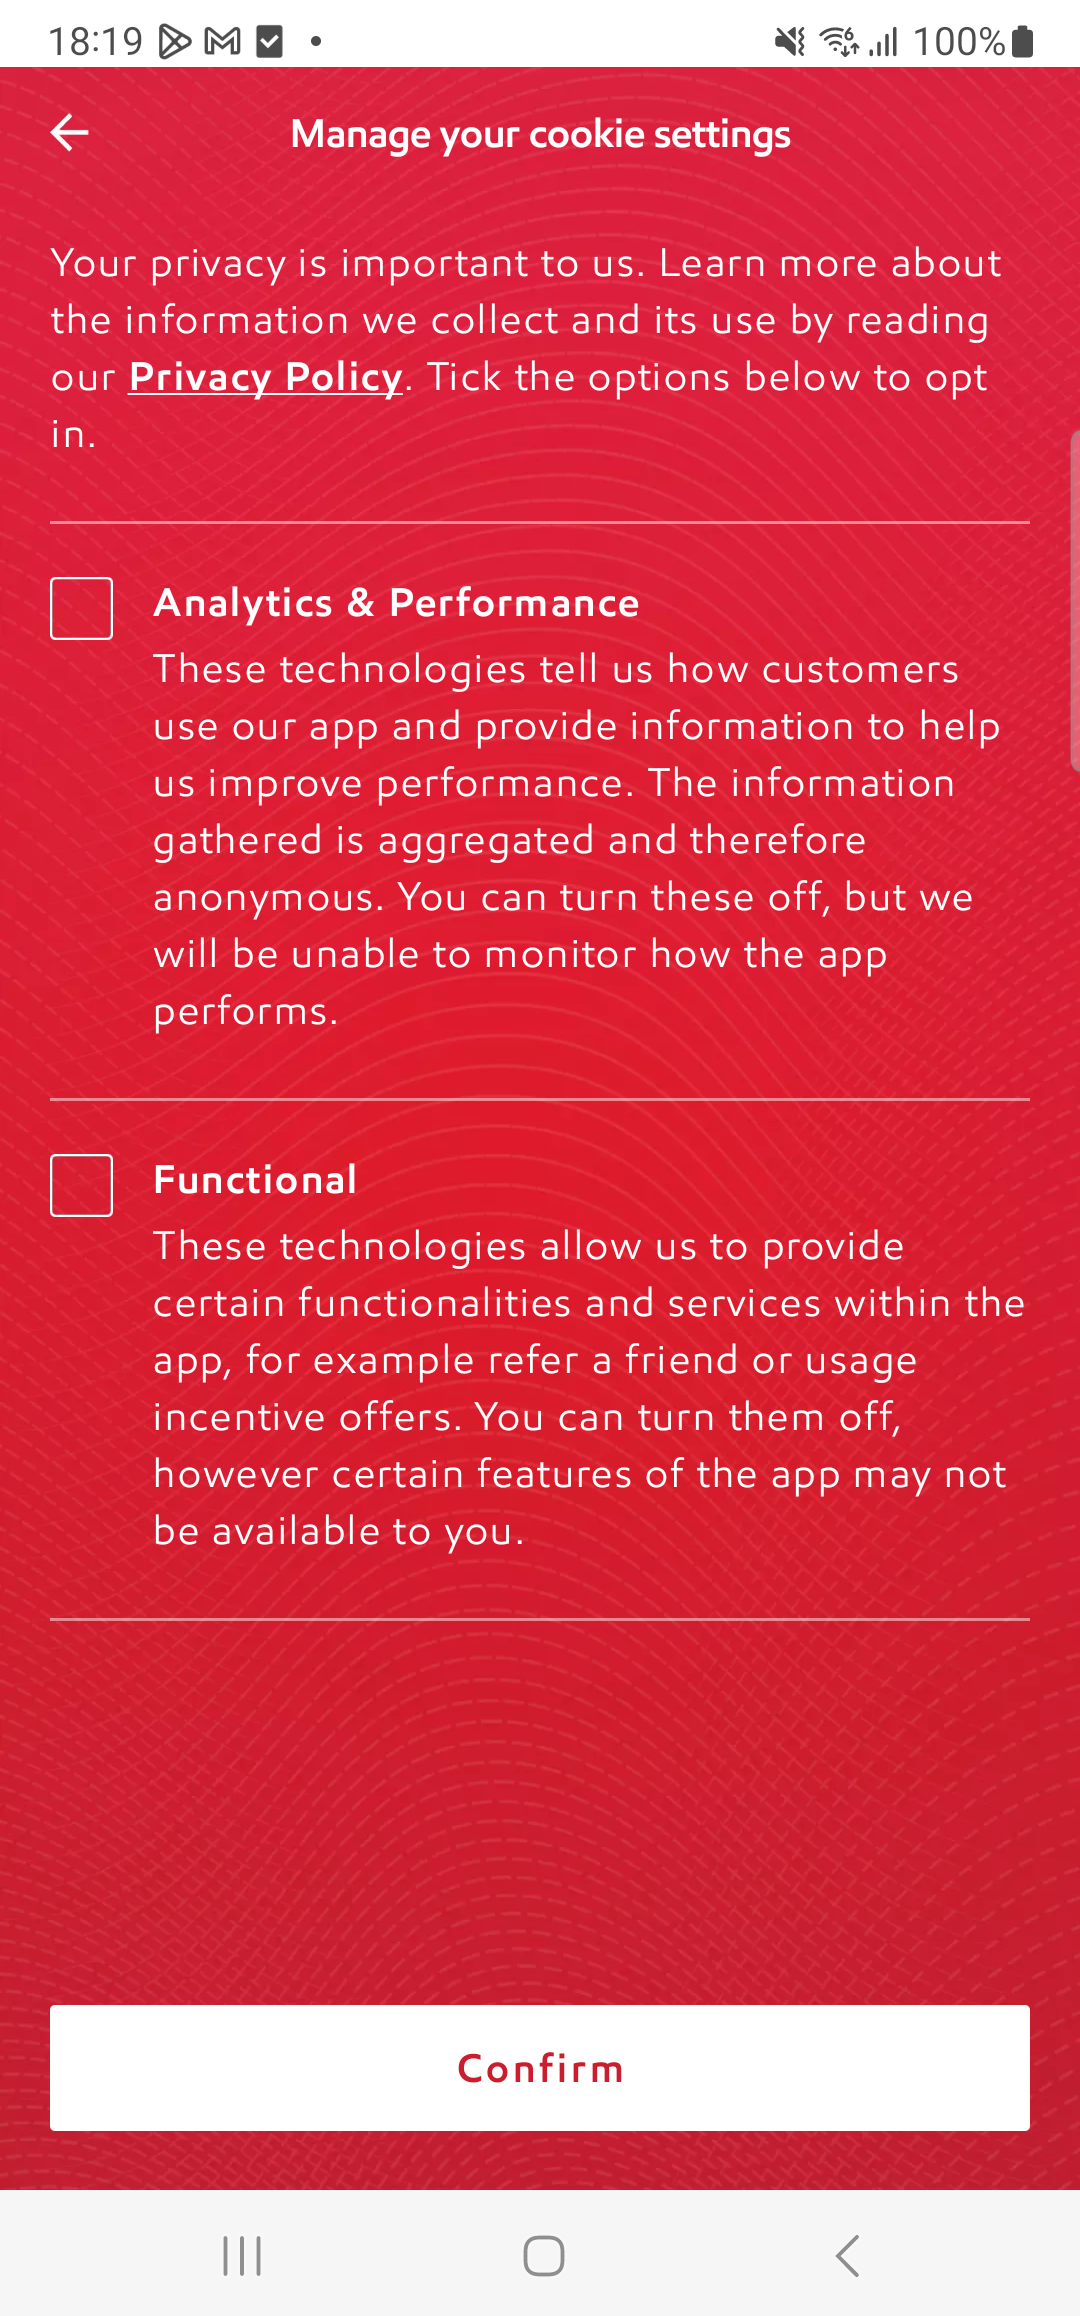 18:19
100%
Manage your cookie settings
Your privacy is important to us. Learn more about
the information we collect and its use by reading
our Privacy Policy. Tick the options below to opt
in.
Analytics & Performance
These technologies tell us how customers
use our app and provide information to help
us improve performance. The information
gathered is aggregated and therefore
anonymous. You can turn these off, but we
will be unable to monitor how the app
performs.
Functional
These technologies allow us to provide
certain functionalities and services within the
app, for example refer a friend or usage
incentive offers. You can turn them off,
however certain features of the app may not
be available to you.
Confirm